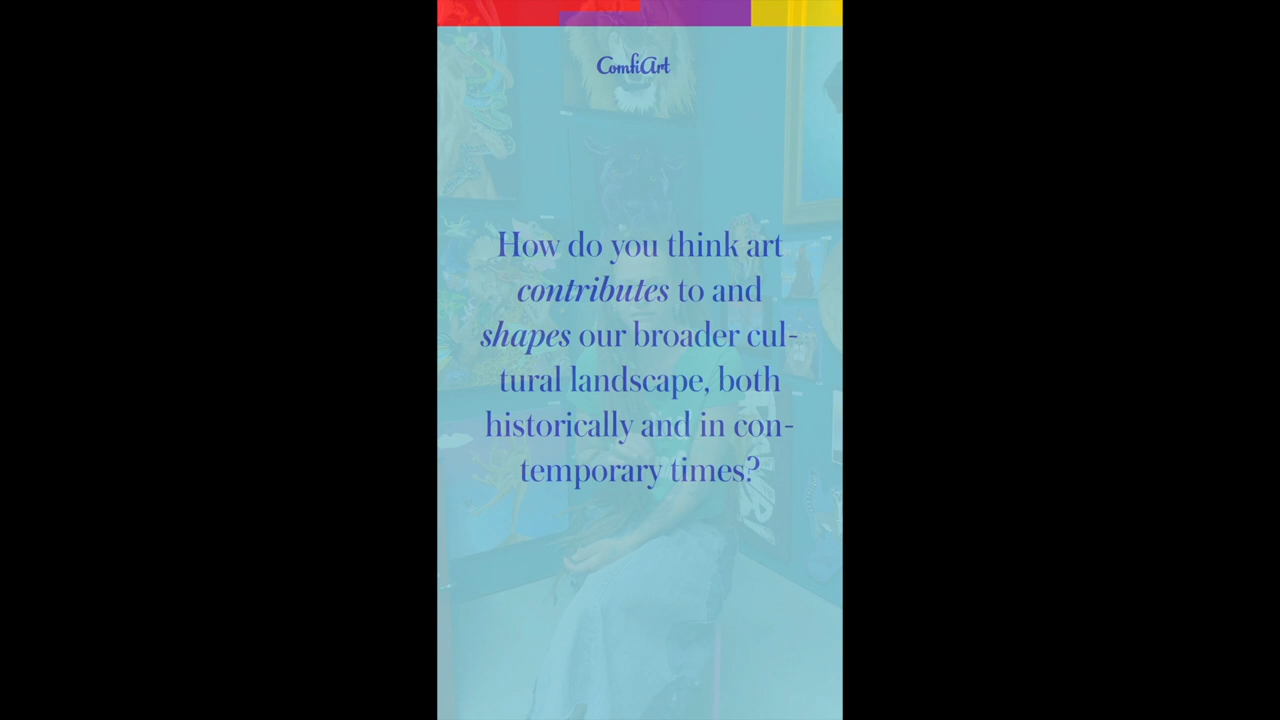 ComfiArt
How do you think art
contributes to and
shapes our broader cul-
tural landscape, both
historically and in con-
temporary times?